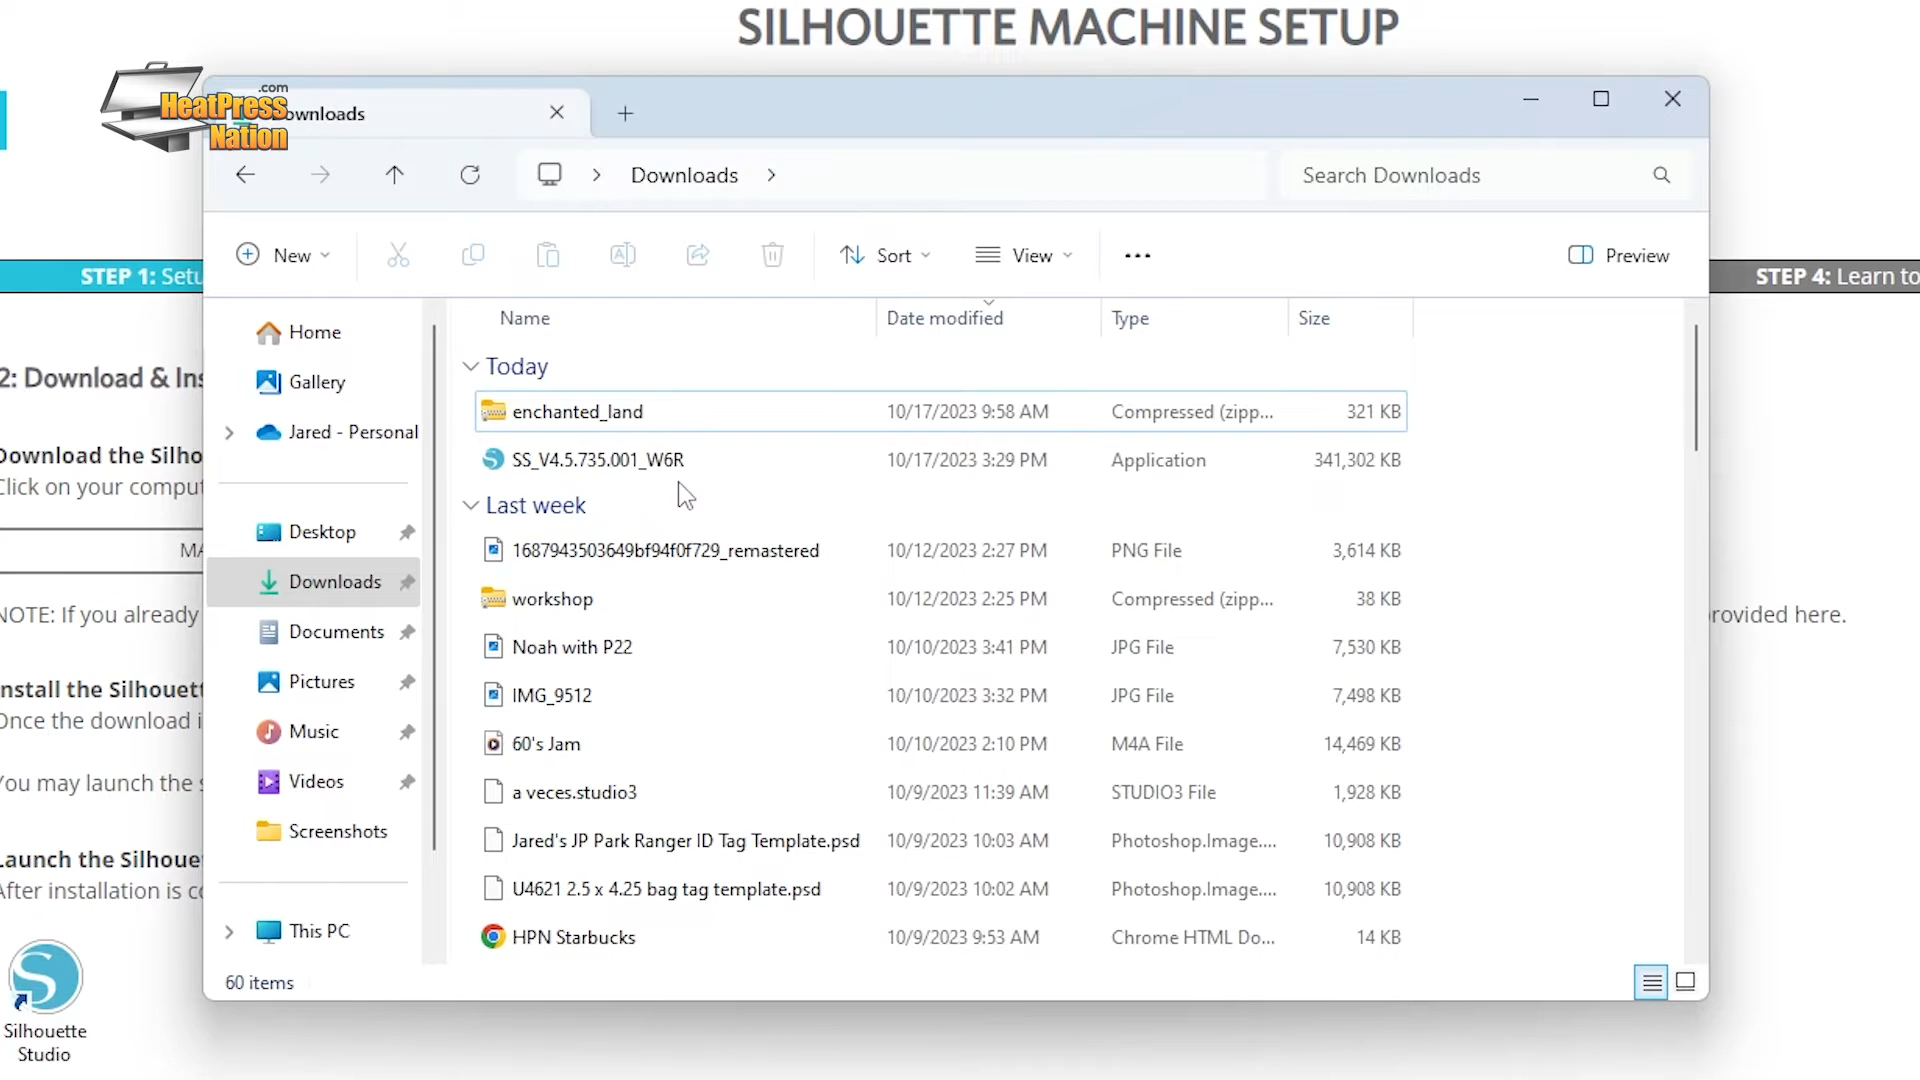 SILHOUETTE MACHINE SETUP
.com
HeatPress
Nation
ownloads
Downloads
Search Downloads
New
Sort
View
Preview
STEP 1: Setu
STEP 4: Learn to
Name Date modified Type Size
Home
Gallery
Jared - Personal
Desktop
Downloads
Documents
Pictures
Music
Videos
Screenshots
This PC
Today
enchanted_land 10/17/2023 9:58 AM Compressed (zipp... 321 KB
SS_V4.5.735.001_W6R 10/17/2023 3:29 PM Application 341,302 KB
Last week
1687943503649bf94f0f729_remastered 10/12/2023 2:27 PM PNG File 3,614 KB
workshop 10/12/2023 2:25 PM Compressed (zipp... 38 KB
Noah with P22 10/10/2023 3:41 PM JPG File 7,530 KB
IMG_9512 10/10/2023 3:32 PM JPG File 7,498 KB
60's Jam 10/10/2023 2:10 PM M4A File 14,469 KB
a veces.studio3 10/9/2023 11:39 AM STUDIO3 File 1,928 KB
Jared's JP Park Ranger ID Tag Template.psd 10/9/2023 10:03 AM Photoshop.Image.... 10,908 KB
U4621 2.5 x 4.25 bag tag template.psd 10/9/2023 10:02 AM Photoshop.Image.... 10,908 KB
HPN Starbucks 10/9/2023 9:53 AM Chrome HTML Do... 14 KB
60 items
2: Download & Ins
Download the Silho
Click on your comput
MA
NOTE: If you already
provided here.
nstall the Silhouett
Once the download i
You may launch the s
Launch the Silhoue
After installation is co
Silhouette
Studio